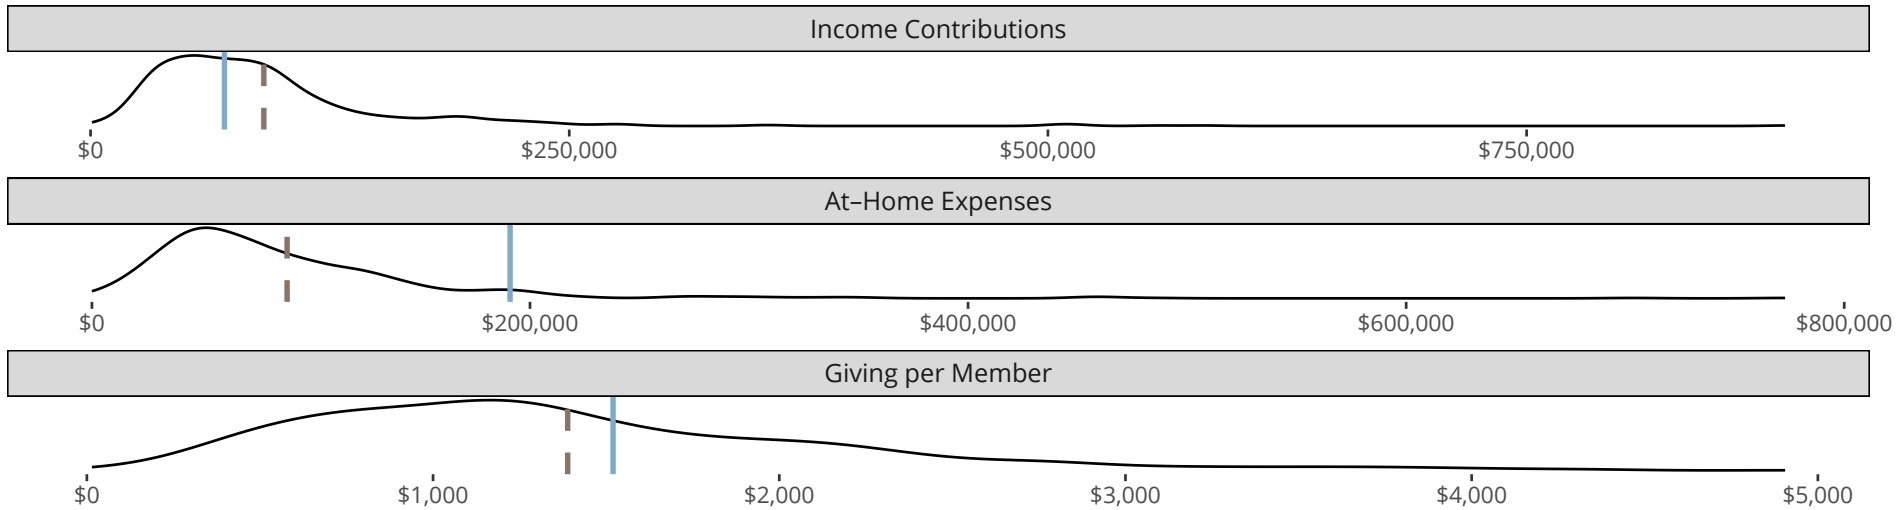 Income Contributions
$0 $250,000 $500,000 $750,000
At–Home Expenses
$0 $200,000 $400,000 $600,000 $800,000
Giving per Member
$0 $1,000 $2,000 $3,000 $4,000 $5,000